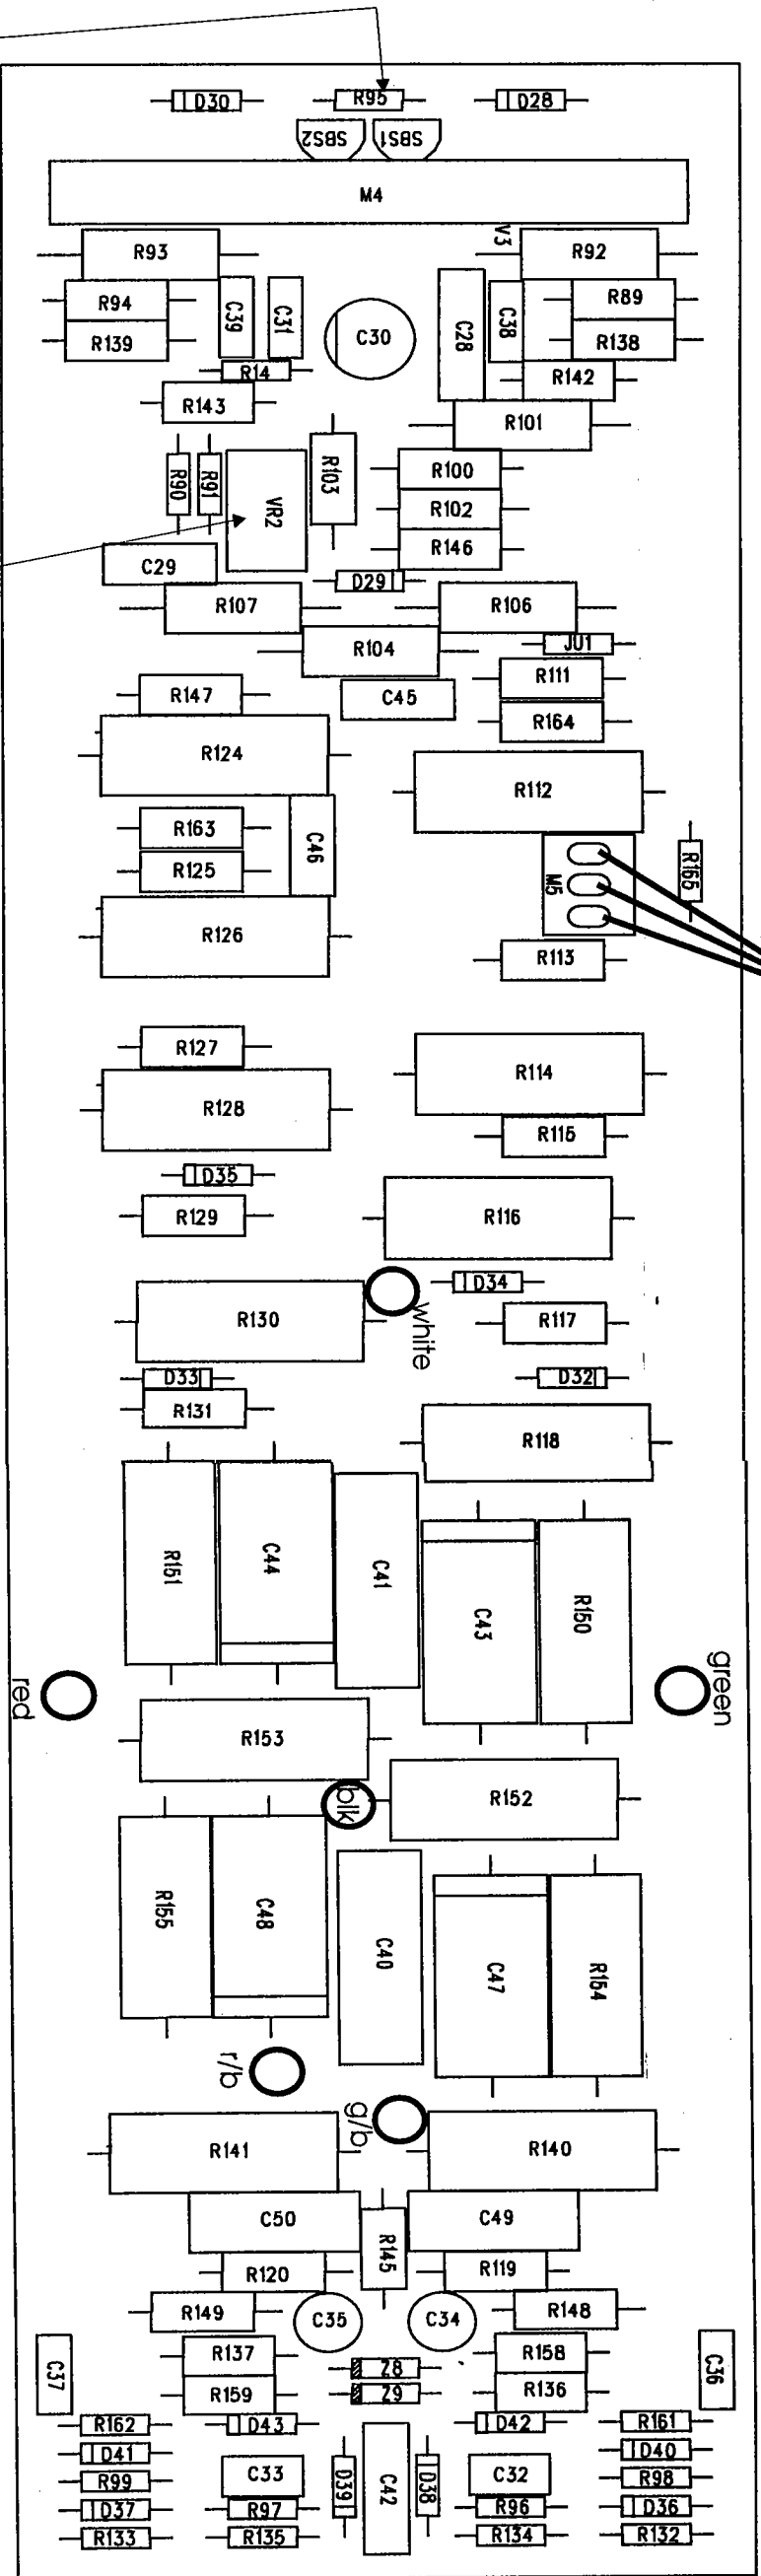 D30 R95 D28
SBS2 SBS1
M4
R93 V3 R92
R94 C39 C31 C30 C28 C38 R89
R139 R138
R14 R142
R143 R101
R90 R91 VR2 R103 R100
R102
R146
C29 D29
R107 R106
R104 JU1
R147 C45 R111
R164
R124 R112
R163 C46 R165
R125 M5
R126 R113
R127 R114
R128 R115
D35
R129 R116
R130 white D34
R117
D33 D32
R131 R118
R151 C44 C41 C43 R150
red green
R153
blk R152
R155 C48 C40 C47 R154
r/b
g/b
R141 R140
C50 R145 C49
R120 R119
R149 C35 C34 R148
R137 R158
C37 Z8 C36
R159 Z9 R136
R162 D43 D42 R161
D41 D40
R99 C33 D39 C42 D38 C32 R98
D37 R97 R96 D36
R133 R135 R134 R132